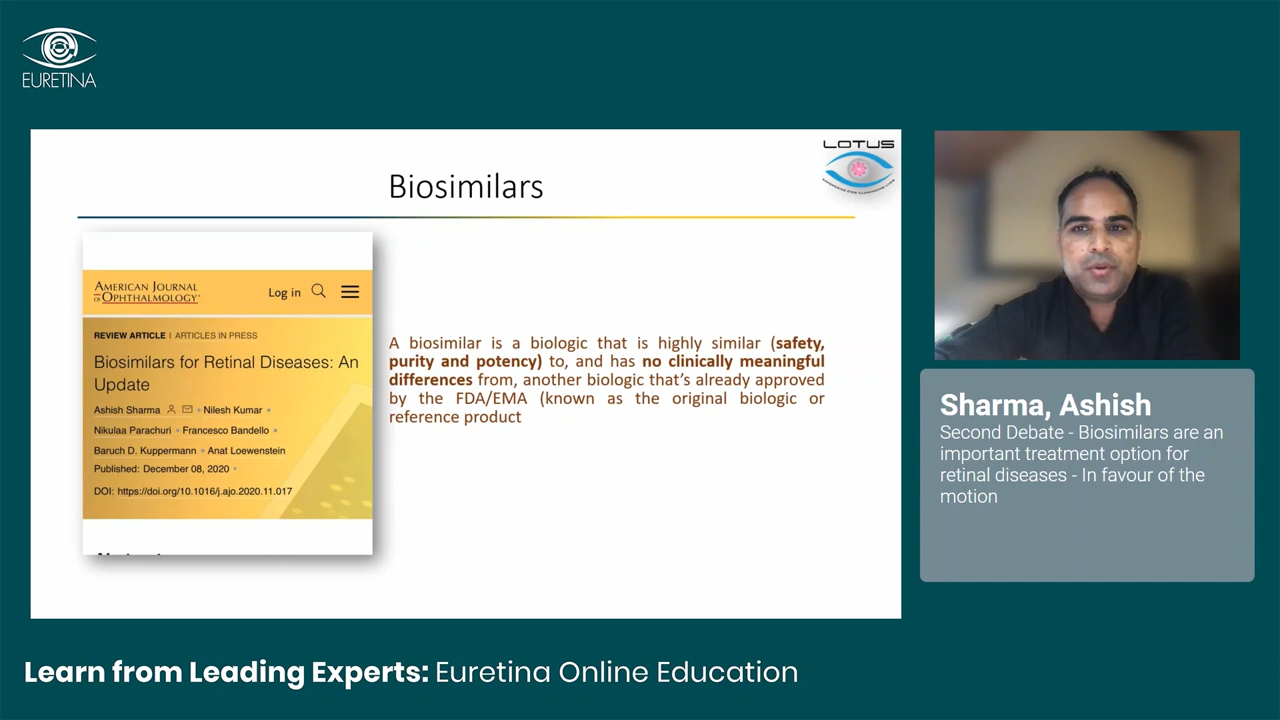 EURETINA
LOTUS
Biosimilars
AMERICAN JOURNAL
OF OPHTHALMOLOGY
Log in
REVIEW ARTICLE | ARTICLES IN PRESS
Biosimilars for Retinal Diseases: An
Update
Ashish Sharma • Nilesh Kumar •
Nikulaa Parachuri • Francesco Bandello •
Baruch D. Kuppermann • Anat Loewenstein
Published: December 08, 2020 •
DOI: https://doi.org/10.1016/j.ajo.2020.11.017
A biosimilar is a biologic that is highly similar (safety,
purity and potency) to, and has no clinically meaningful
differences from, another biologic that's already approved
by the FDA/EMA (known as the original biologic or
reference product
Sharma, Ashish
Second Debate - Biosimilars are an
important treatment option for
retinal diseases - In favour of the
motion
Learn from Leading Experts: Euretina Online Education